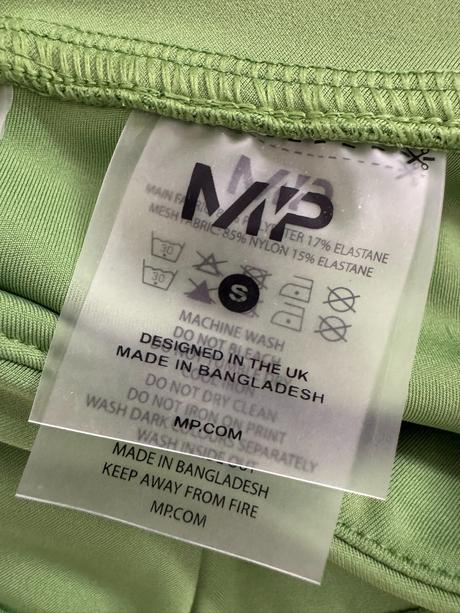 MP
MAIN FABRIC: 83% POLYESTER 17% ELASTANE
MESH FABRIC: 85% NYLON 15% ELASTANE
30
30
S
MACHINE WASH
DO NOT BLEACH
DESIGNED IN THE UK
MADE IN BANGLADESH
DO NOT DRY CLEAN
DO NOT IRON ON PRINT
WASH DARK COLOURS SEPARATELY
MP.COM
WASH INSIDE OUT
MADE IN BANGLADESH
KEEP AWAY FROM FIRE
MP.COM